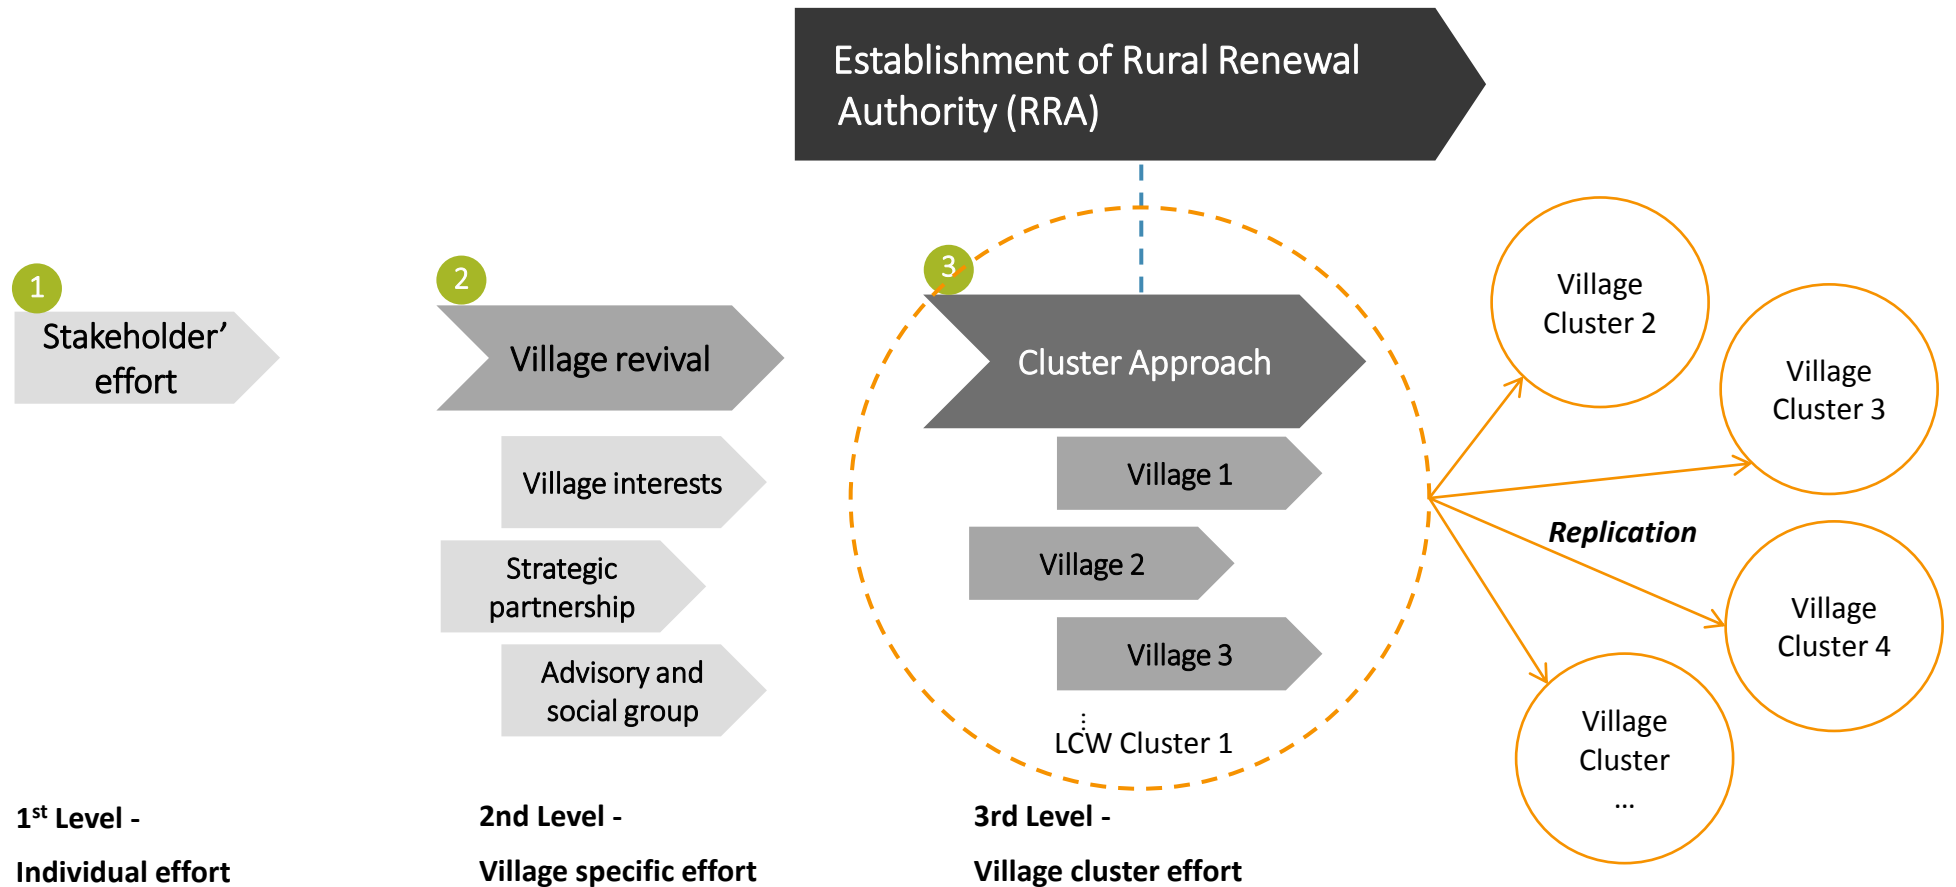 Establishment of Rural Renewal
Authority (RRA)
1
Stakeholder’
effort
2
Village revival
Village interests
Strategic
partnership
Advisory and
social group
3
Cluster Approach
Village 1
Village 2
Village 3
...
LCW Cluster 1
Replication
Village
Cluster 2
Village
Cluster 3
Village
Cluster 4
Village
Cluster
...
1st Level -
Individual effort
2nd Level -
Village specific effort
3rd Level -
Village cluster effort